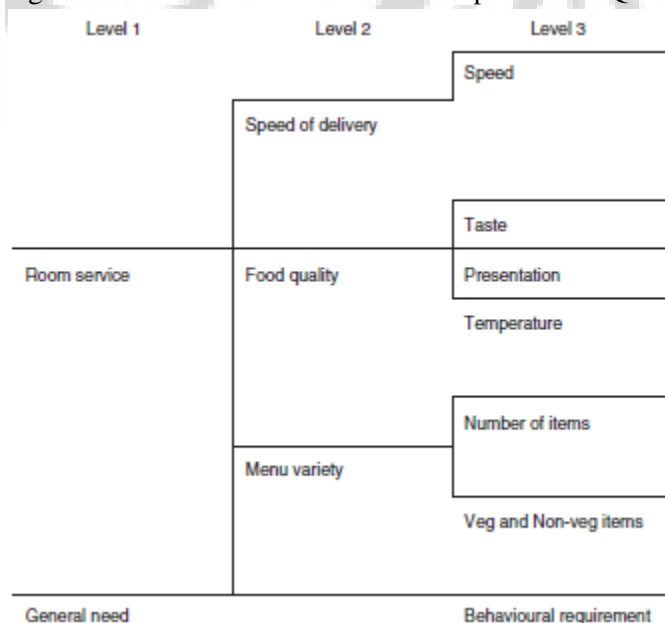 Level 1 Level 2 Level 3
Speed
Speed of delivery
Taste
Room service Food quality Presentation
Temperature
Number of items
Menu variety
Veg and Non-veg items
General need Behavioural requirement